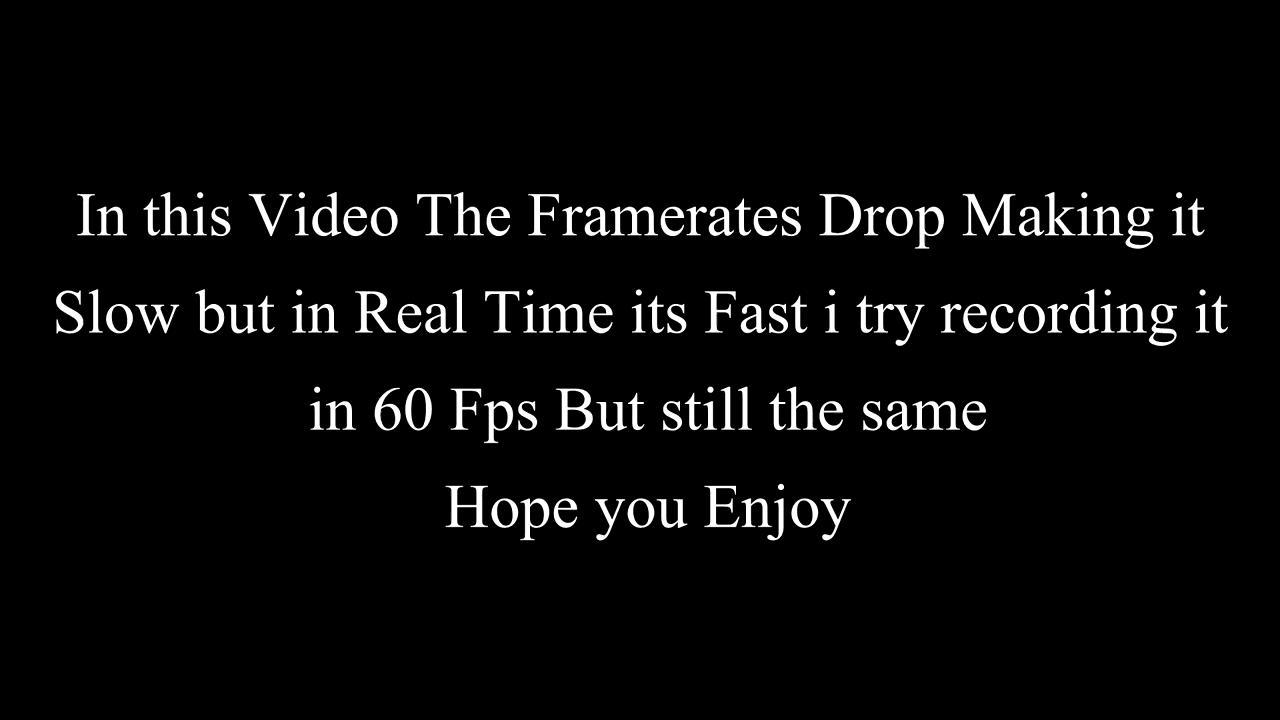 In this Video The Framerates Drop Making it
Slow but in Real Time its Fast i try recording it
in 60 Fps But still the same
Hope you Enjoy